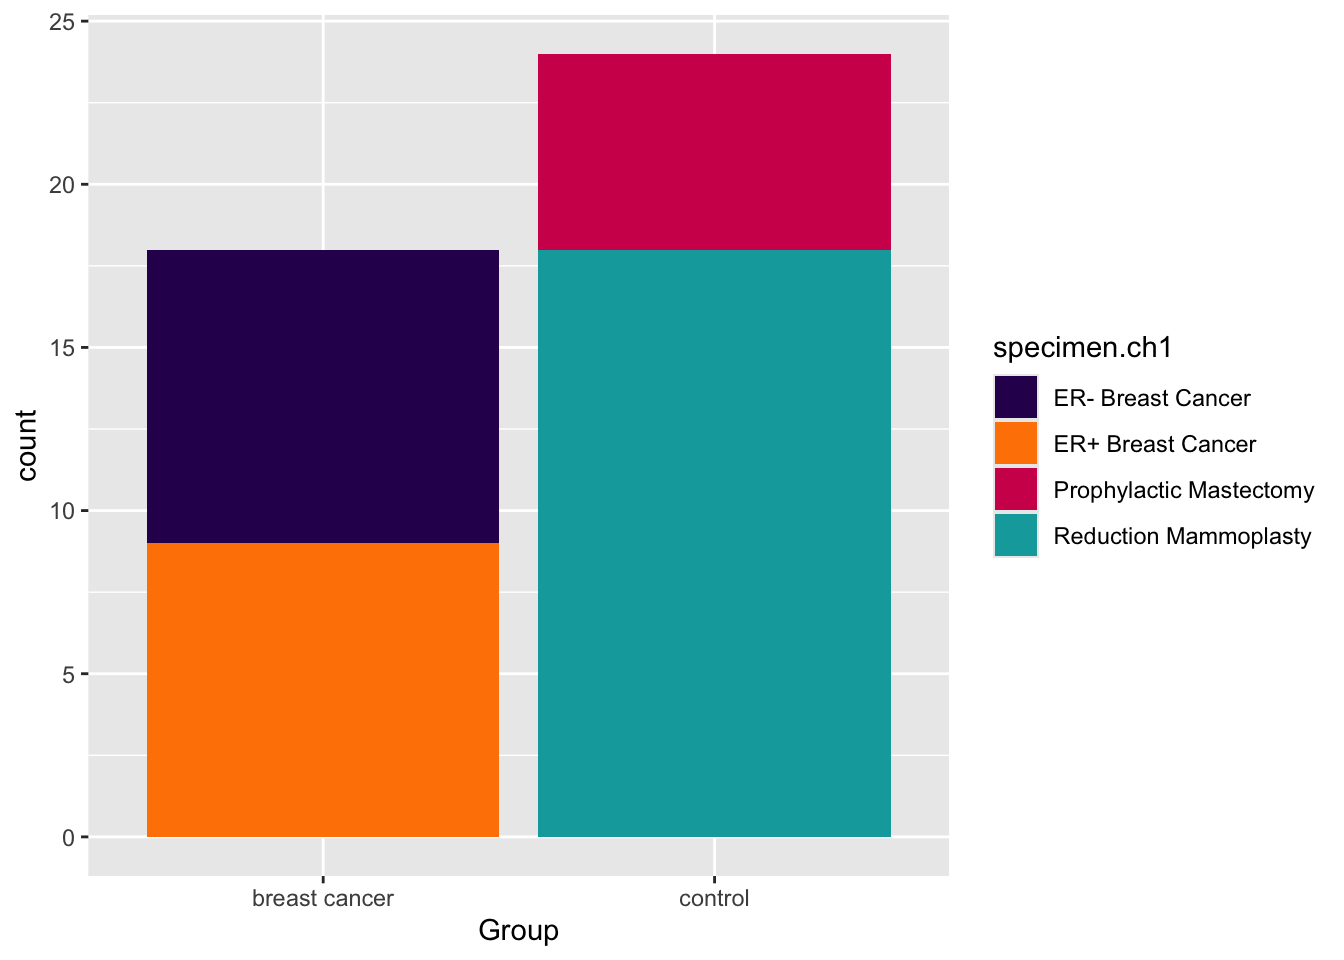 25
20
15
10
5
0
count
breast cancer
control
Group
specimen.ch1
ER- Breast Cancer
ER+ Breast Cancer
Prophylactic Mastectomy
Reduction Mammoplasty